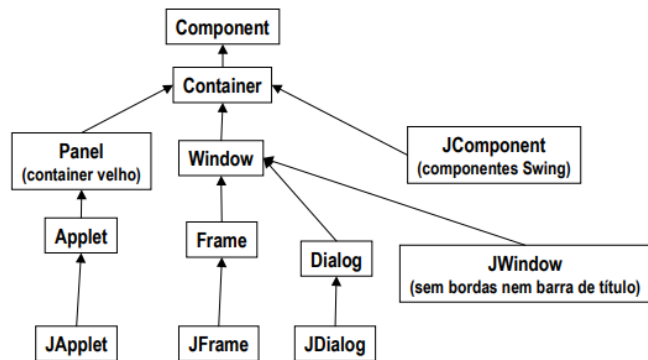 Component
Container
Panel
(container velho)
Window
JComponent
(componentes Swing)
Applet
Frame
Dialog
JWindow
(sem bordas nem barra de título)
JApplet
JFrame
JDialog